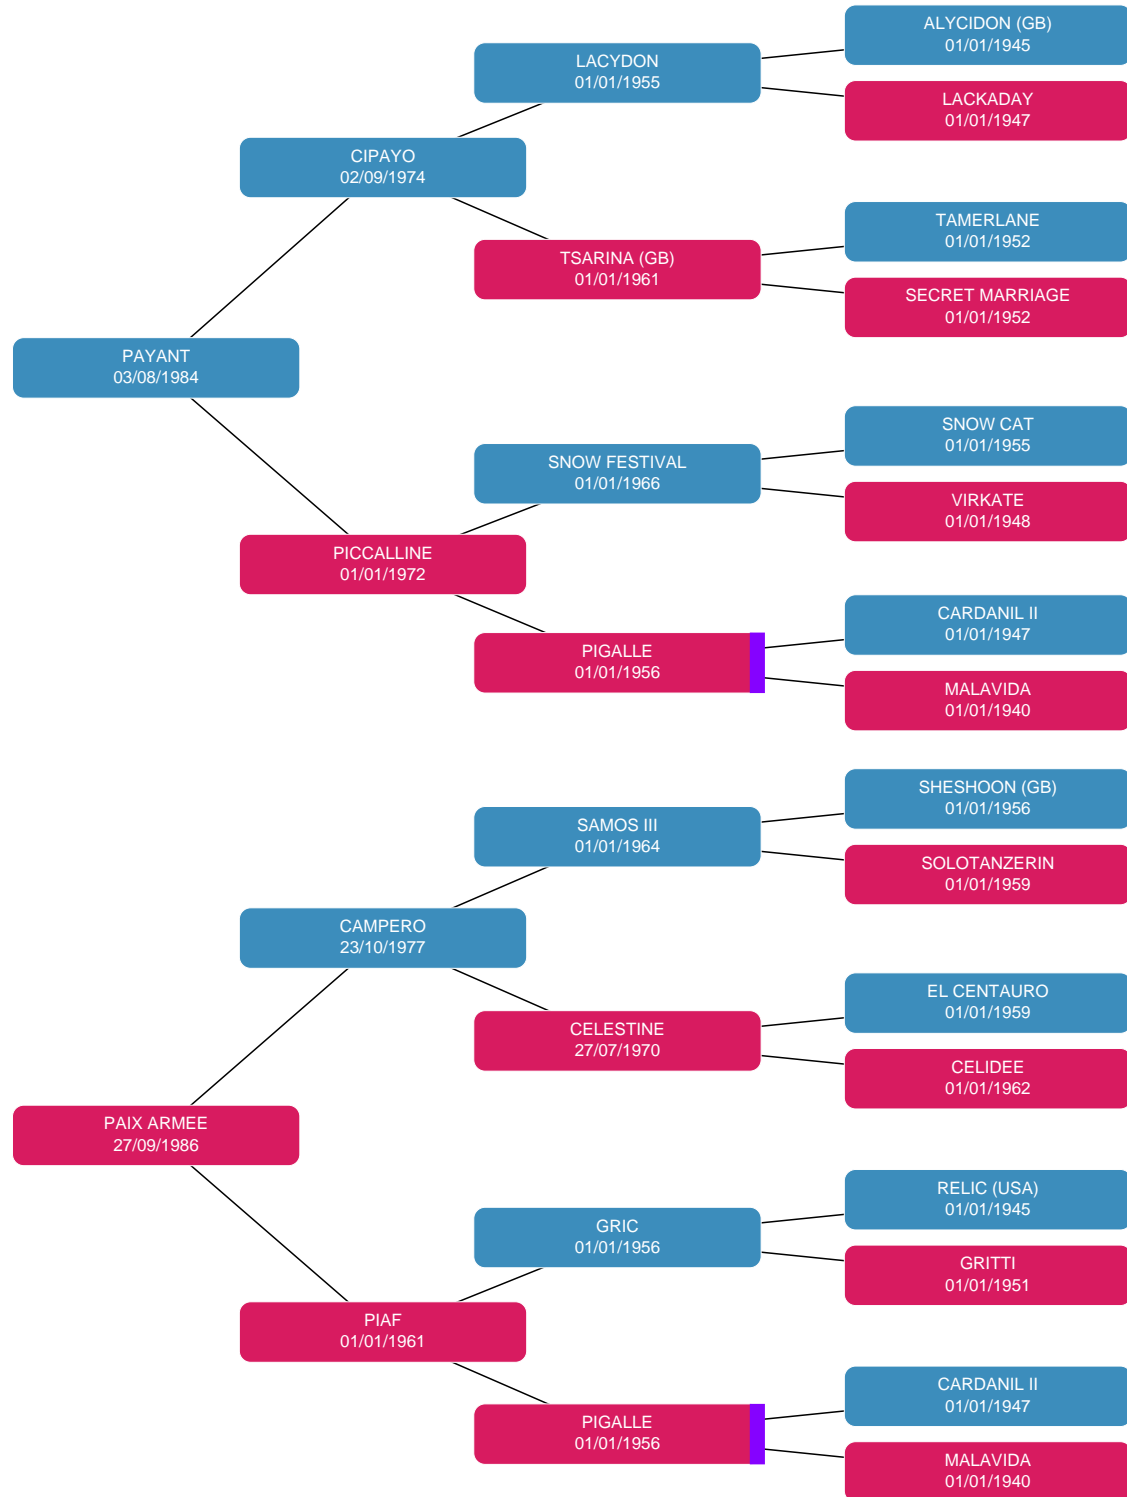 ALYCIDON (GB)
01/01/1945
LACYDON
01/01/1955
LACKADAY
01/01/1947
CIPAYO
02/09/1974
TAMERLANE
01/01/1952
TSARINA (GB)
01/01/1961
SECRET MARRIAGE
01/01/1952
PAYANT
03/08/1984
SNOW CAT
01/01/1955
SNOW FESTIVAL
01/01/1966
VIRKATE
01/01/1948
PICCALLINE
01/01/1972
CARDANIL II
01/01/1947
PIGALLE
01/01/1956
MALAVIDA
01/01/1940
SHESHOON (GB)
01/01/1956
SAMOS III
01/01/1964
SOLOTANZERIN
01/01/1959
CAMPERO
23/10/1977
EL CENTAURO
01/01/1959
CELESTINE
27/07/1970
CELIDEE
01/01/1962
PAIX ARMEE
27/09/1986
RELIC (USA)
01/01/1945
GRIC
01/01/1956
GRITTI
01/01/1951
PIAF
01/01/1961
CARDANIL II
01/01/1947
PIGALLE
01/01/1956
MALAVIDA
01/01/1940